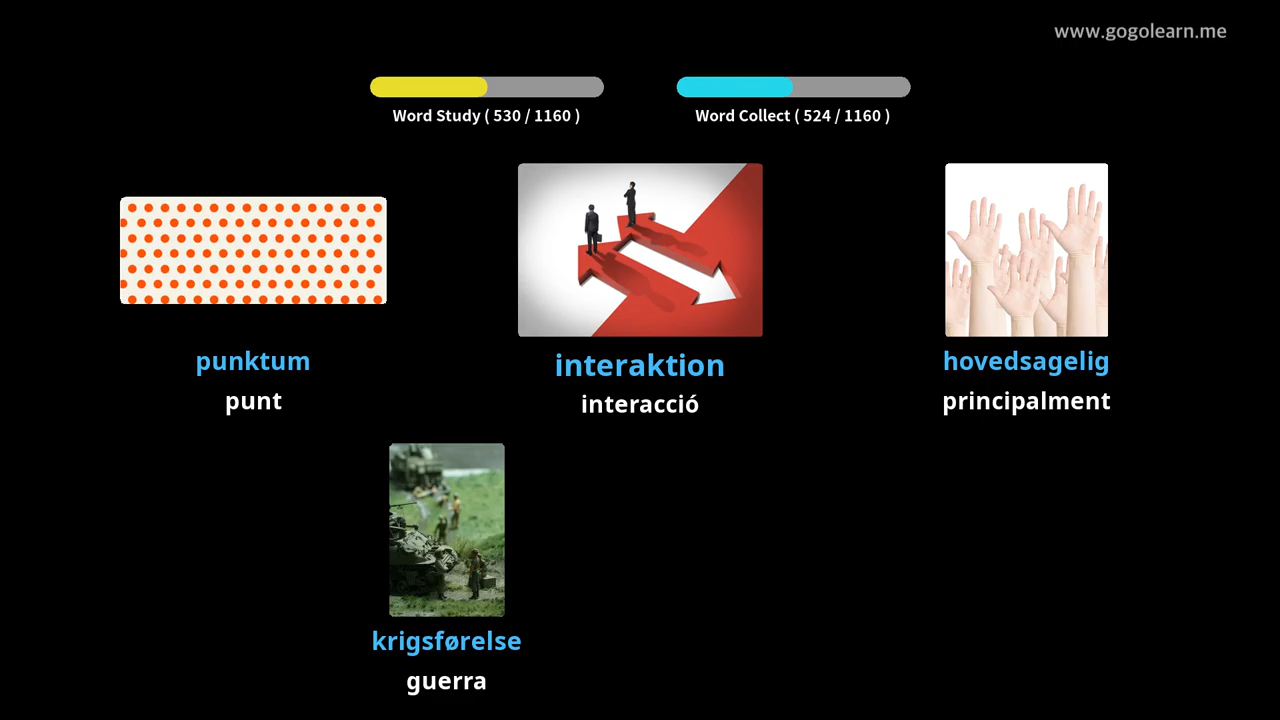 www.gogolearn.me
Word Study ( 530 / 1160 )
Word Collect ( 524 / 1160 )
punktum
punt
interaktion
interacció
hovedsagelig
principalment
krigsførelse
guerra